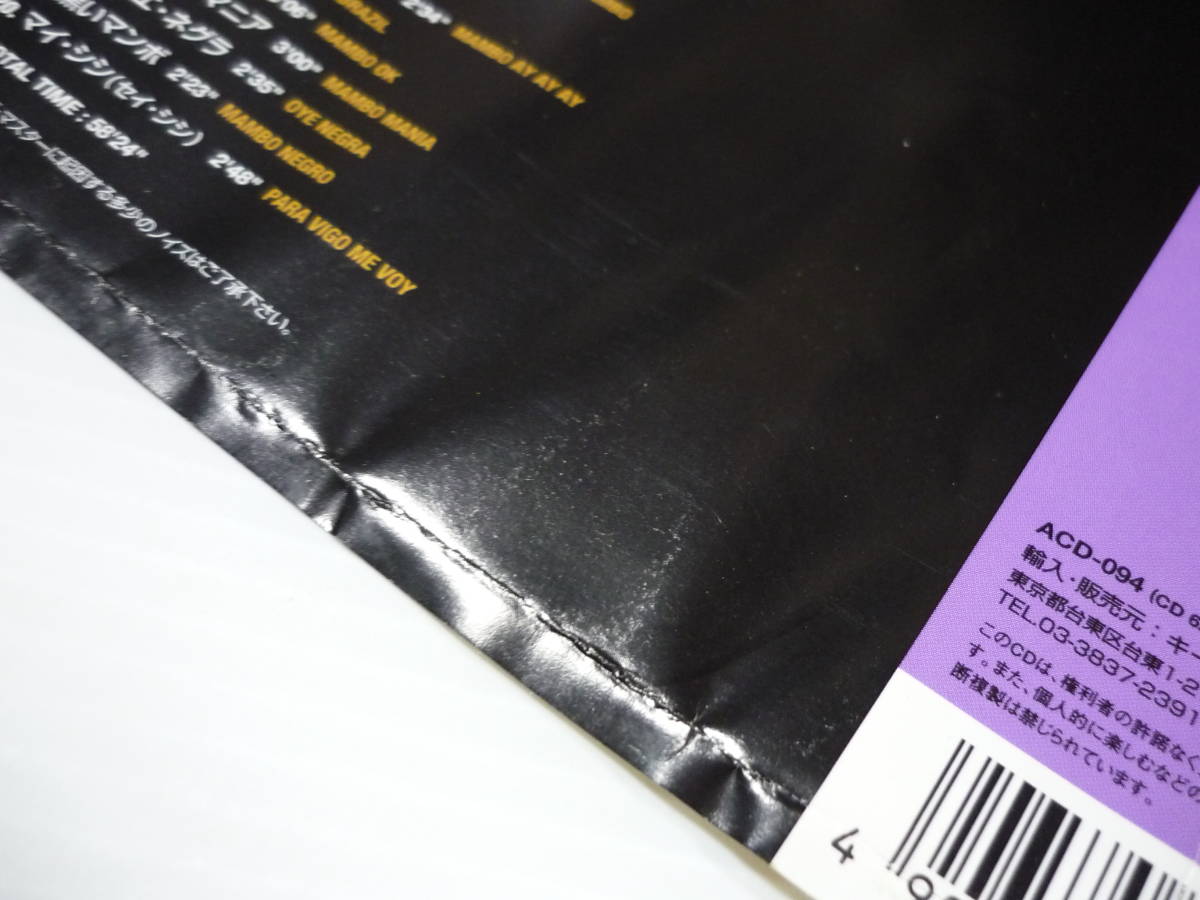 MAMBO
2'54" MAMBO AY AY AY
BRAZIL
MAMBO OK
マニア 3'00" MAMBO MANIA
エ・ネグラ 2'35" OYE NEGRA
黒いマンボ 2'23" MAMBO NEGRO
0. マイ・シシ(セイ・シシ) 2'48" PARA VIGO ME VOY
OTAL TIME : 58'24"
マスターに起因する多少のノイズはご了承下さい。
ACD-094 (CD
輸入・販売元 : キー
東京都台東区台東1-2
TEL.03-3837-2391
このCDは、権利者の許諾なく
す。また、個人的に楽しむなどの
断複製は禁じられています。
4